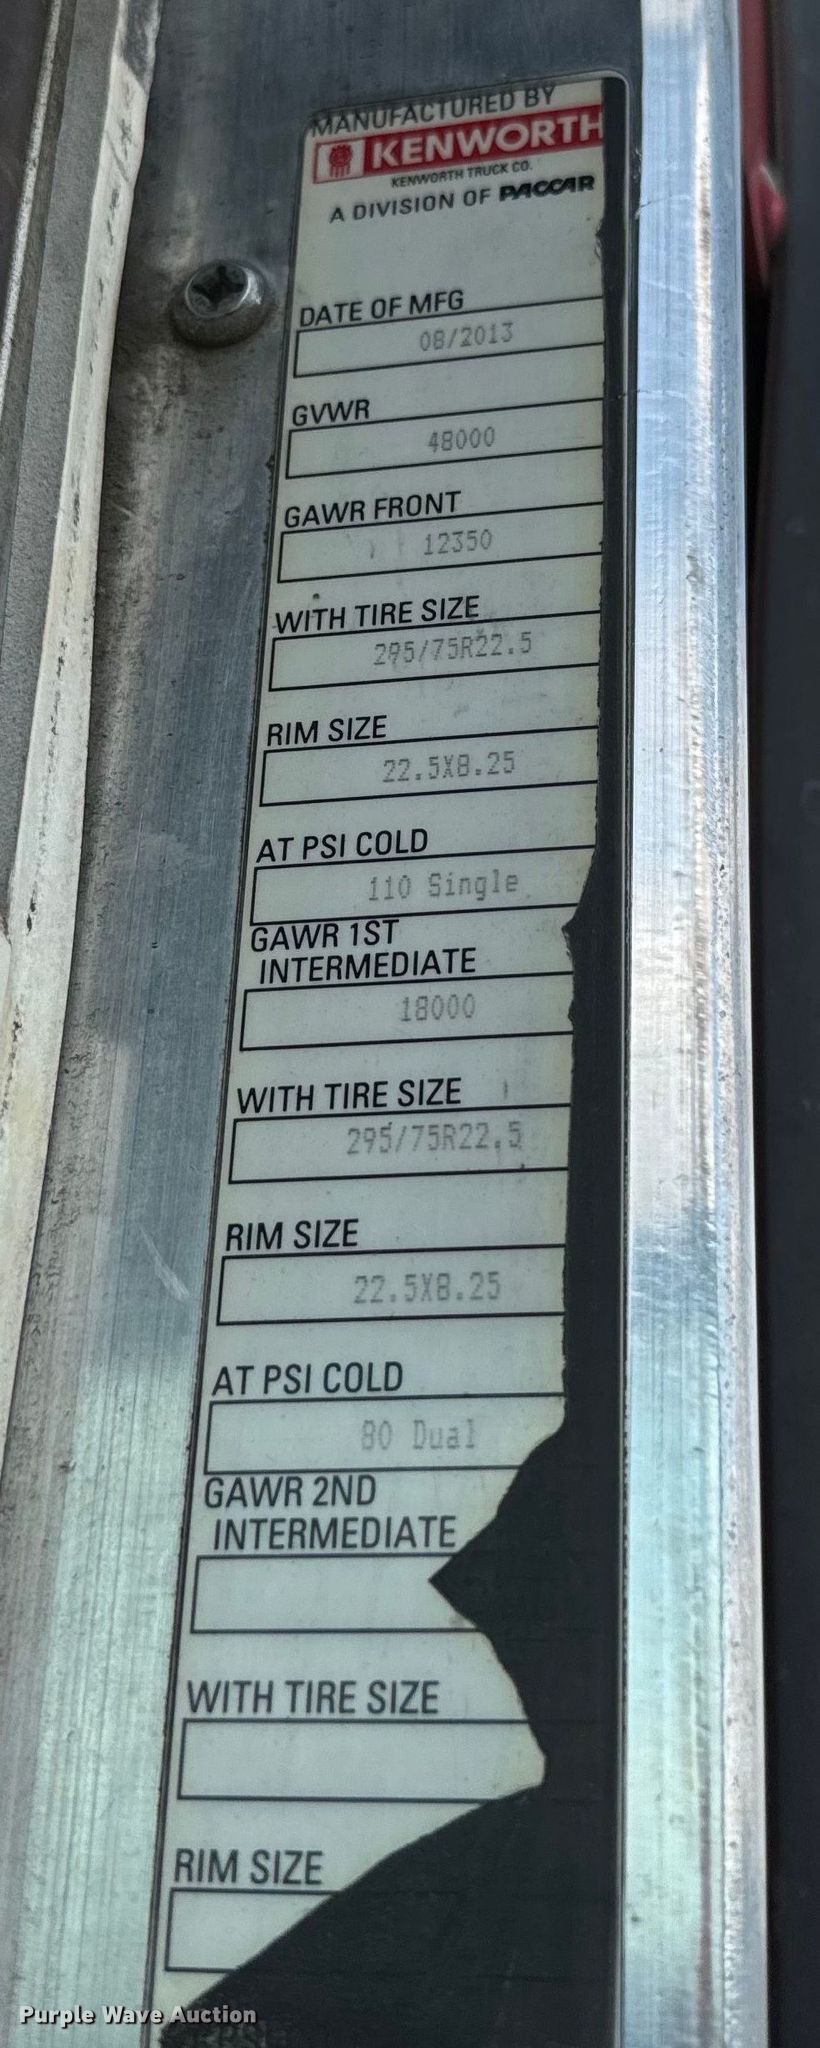 MANUFACTURED BY
KENWORTH
KENWORTH TRUCK CO.
A DIVISION OF PACCAR
DATE OF MFG
08/2013
GVWR
48000
GAWR FRONT
12350
WITH TIRE SIZE
295/75R22.5
RIM SIZE
22.5X8.25
AT PSI COLD
110 Single
GAWR 1ST
INTERMEDIATE
18000
WITH TIRE SIZE
295/75R22.5
RIM SIZE
22.5X8.25
AT PSI COLD
80 Dual
GAWR 2ND
INTERMEDIATE
WITH TIRE SIZE
RIM SIZE
Purple Wave Auction